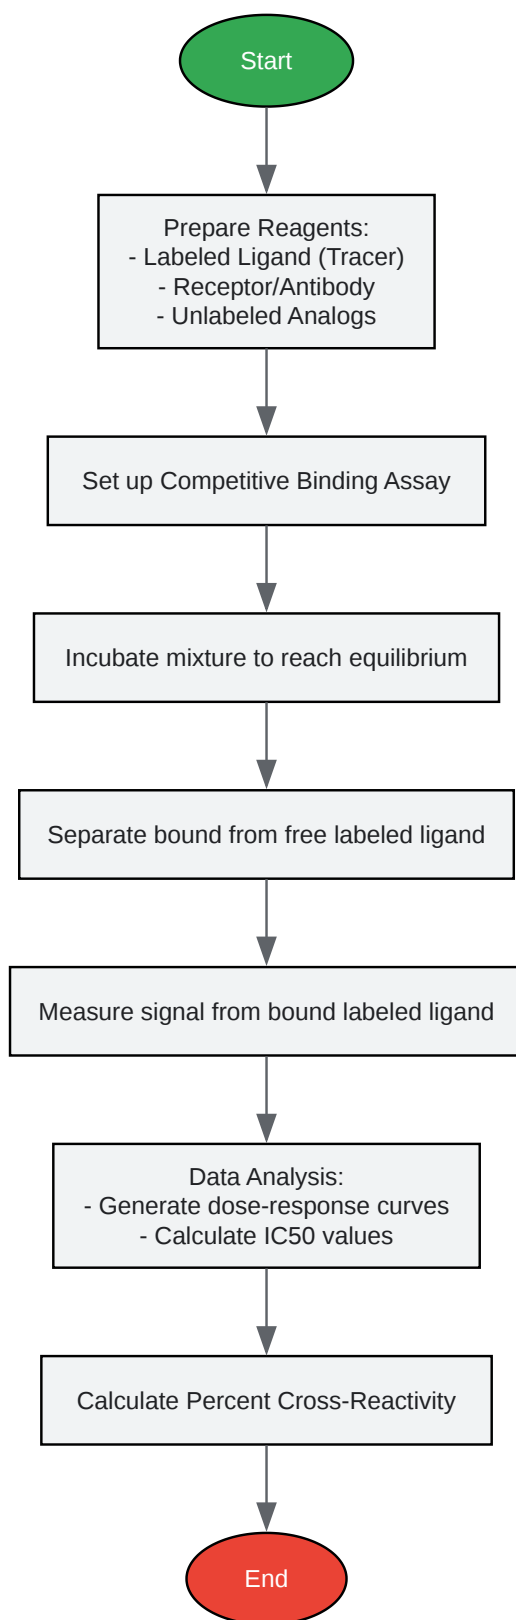 Start
Prepare Reagents:
- Labeled Ligand (Tracer)
- Receptor/Antibody
- Unlabeled Analogs
Set up Competitive Binding Assay
Incubate mixture to reach equilibrium
Separate bound from free labeled ligand
Measure signal from bound labeled ligand
Data Analysis:
- Generate dose-response curves
- Calculate IC50 values
Calculate Percent Cross-Reactivity
End